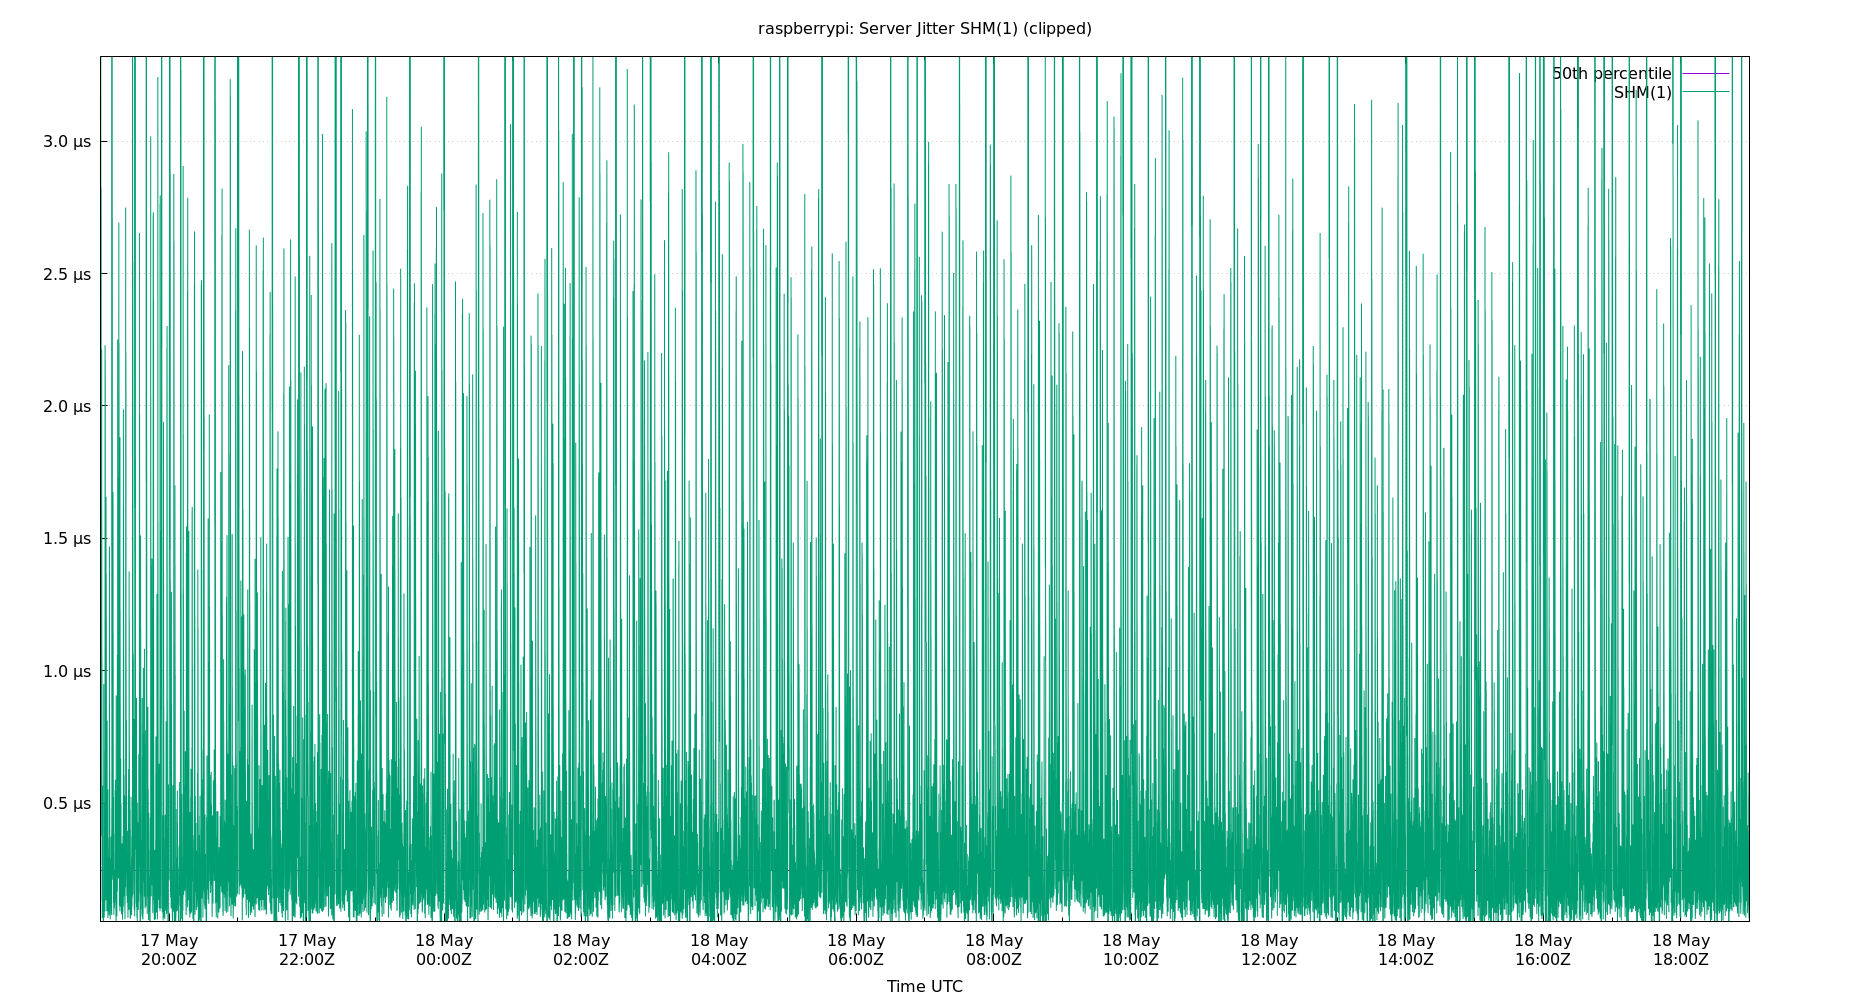 raspberrypi: Server Jitter SHM(1) (clipped)
50th percentile
SHM(1)
3.0 µs
2.5 µs
2.0 µs
1.5 µs
1.0 µs
0.5 µs
17 May 17 May 18 May 18 May 18 May 18 May 18 May 18 May 18 May 18 May 18 May 18 May
20:00Z 22:00Z 00:00Z 02:00Z 04:00Z 06:00Z 08:00Z 10:00Z 12:00Z 14:00Z 16:00Z 18:00Z
Time UTC